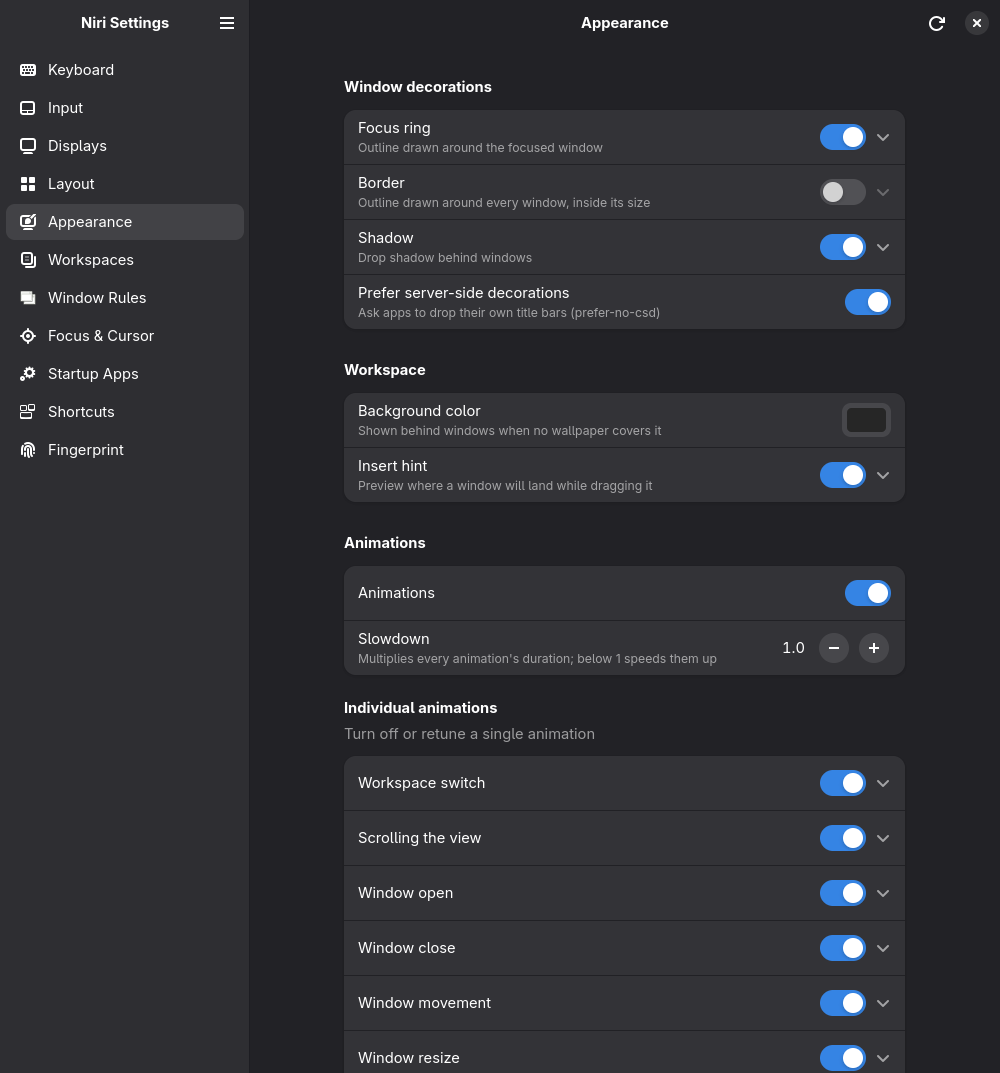 Niri Settings
Keyboard
Input
Displays
Layout
Appearance
Workspaces
Window Rules
Focus & Cursor
Startup Apps
Shortcuts
Fingerprint
Appearance
Window decorations
Focus ring
Outline drawn around the focused window
Border
Outline drawn around every window, inside its size
Shadow
Drop shadow behind windows
Prefer server-side decorations
Ask apps to drop their own title bars (prefer-no-csd)
Workspace
Background color
Shown behind windows when no wallpaper covers it
Insert hint
Preview where a window will land while dragging it
Animations
Animations
Slowdown
Multiplies every animation's duration; below 1 speeds them up
1.0
Individual animations
Turn off or retune a single animation
Workspace switch
Scrolling the view
Window open
Window close
Window movement
Window resize